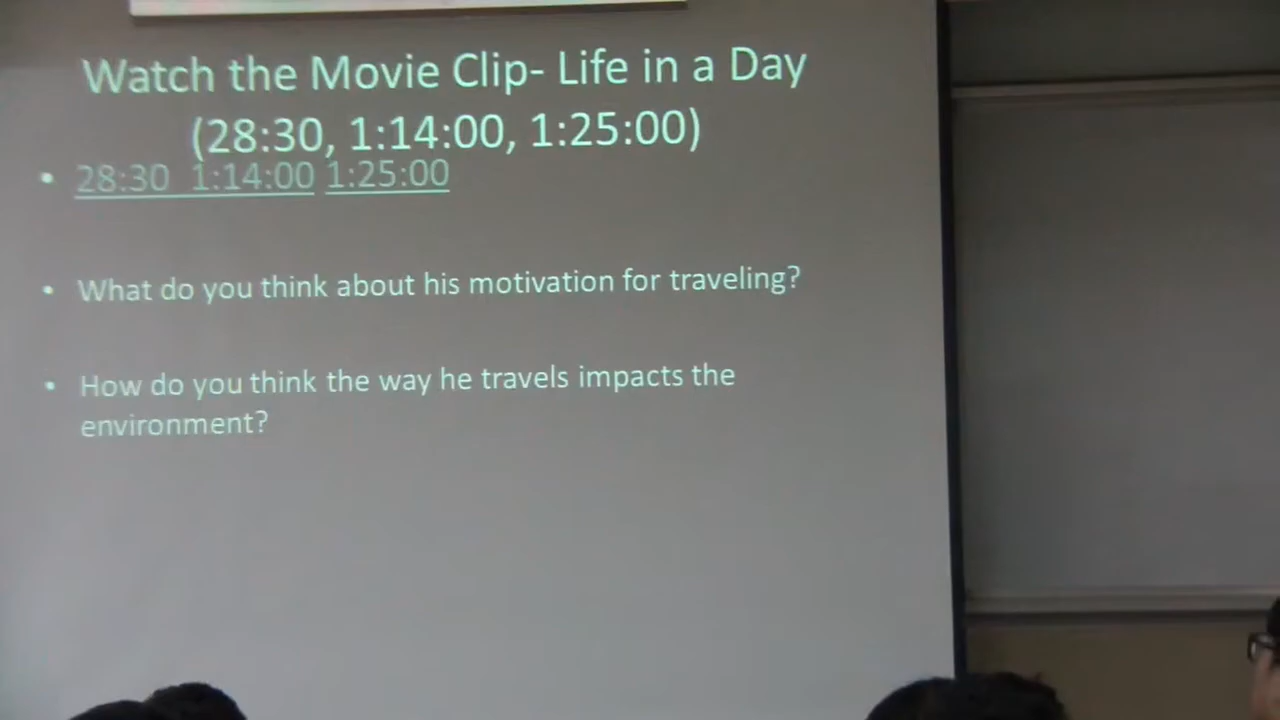 Watch the Movie Clip- Life in a Day
(28:30, 1:14:00, 1:25:00)
• 28:30 1:14:00 1:25:00
• What do you think about his motivation for traveling?
• How do you think the way he travels impacts the
environment?